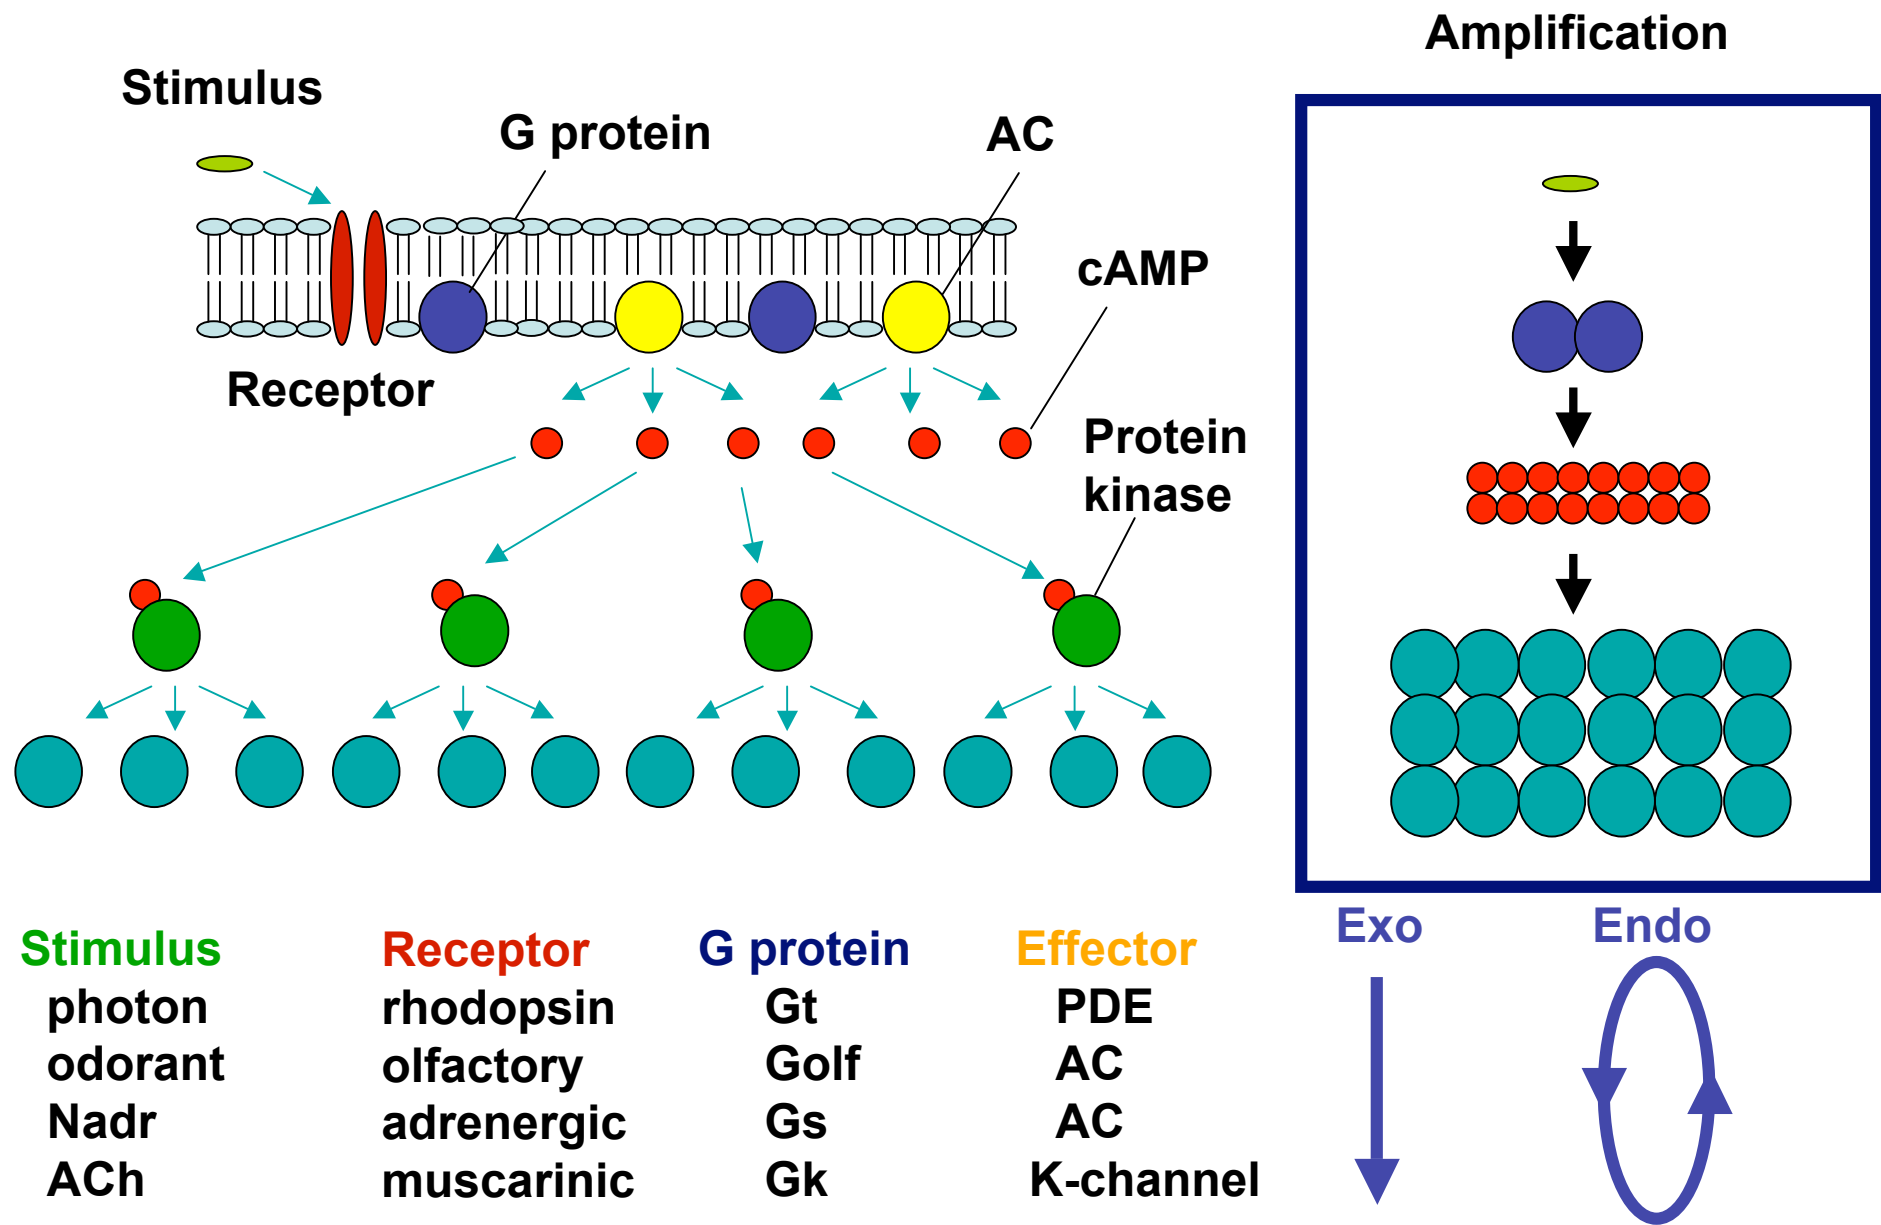 Amplification
Stimulus
G protein
AC
cAMP
Receptor
Protein
kinase
Exo Endo
Stimulus Receptor G protein Effector
photon rhodopsin Gt PDE
odorant olfactory Golf AC
Nadr adrenergic Gs AC
ACh muscarinic Gk K-channel